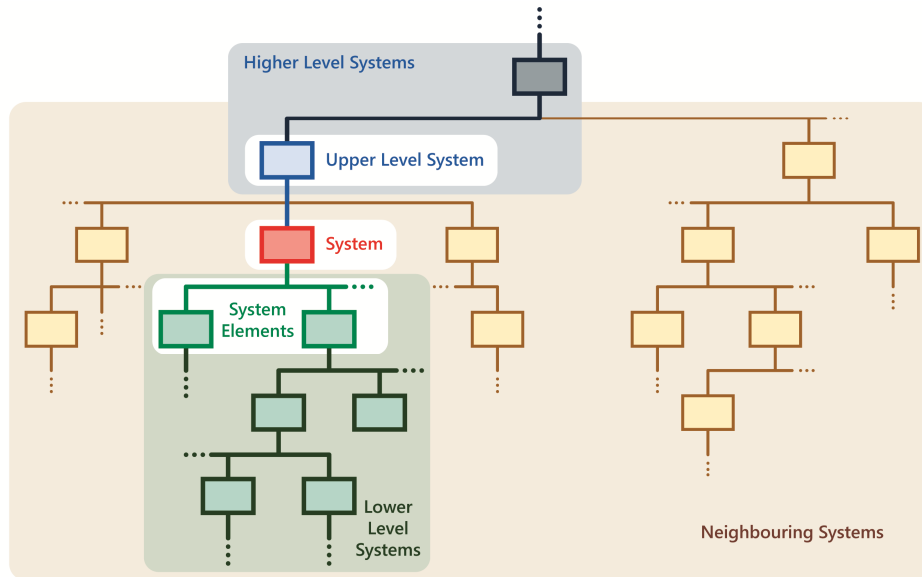 Higher Level Systems
Upper Level System
System
System
Elements
Lower
Level
Systems
Neighbouring Systems